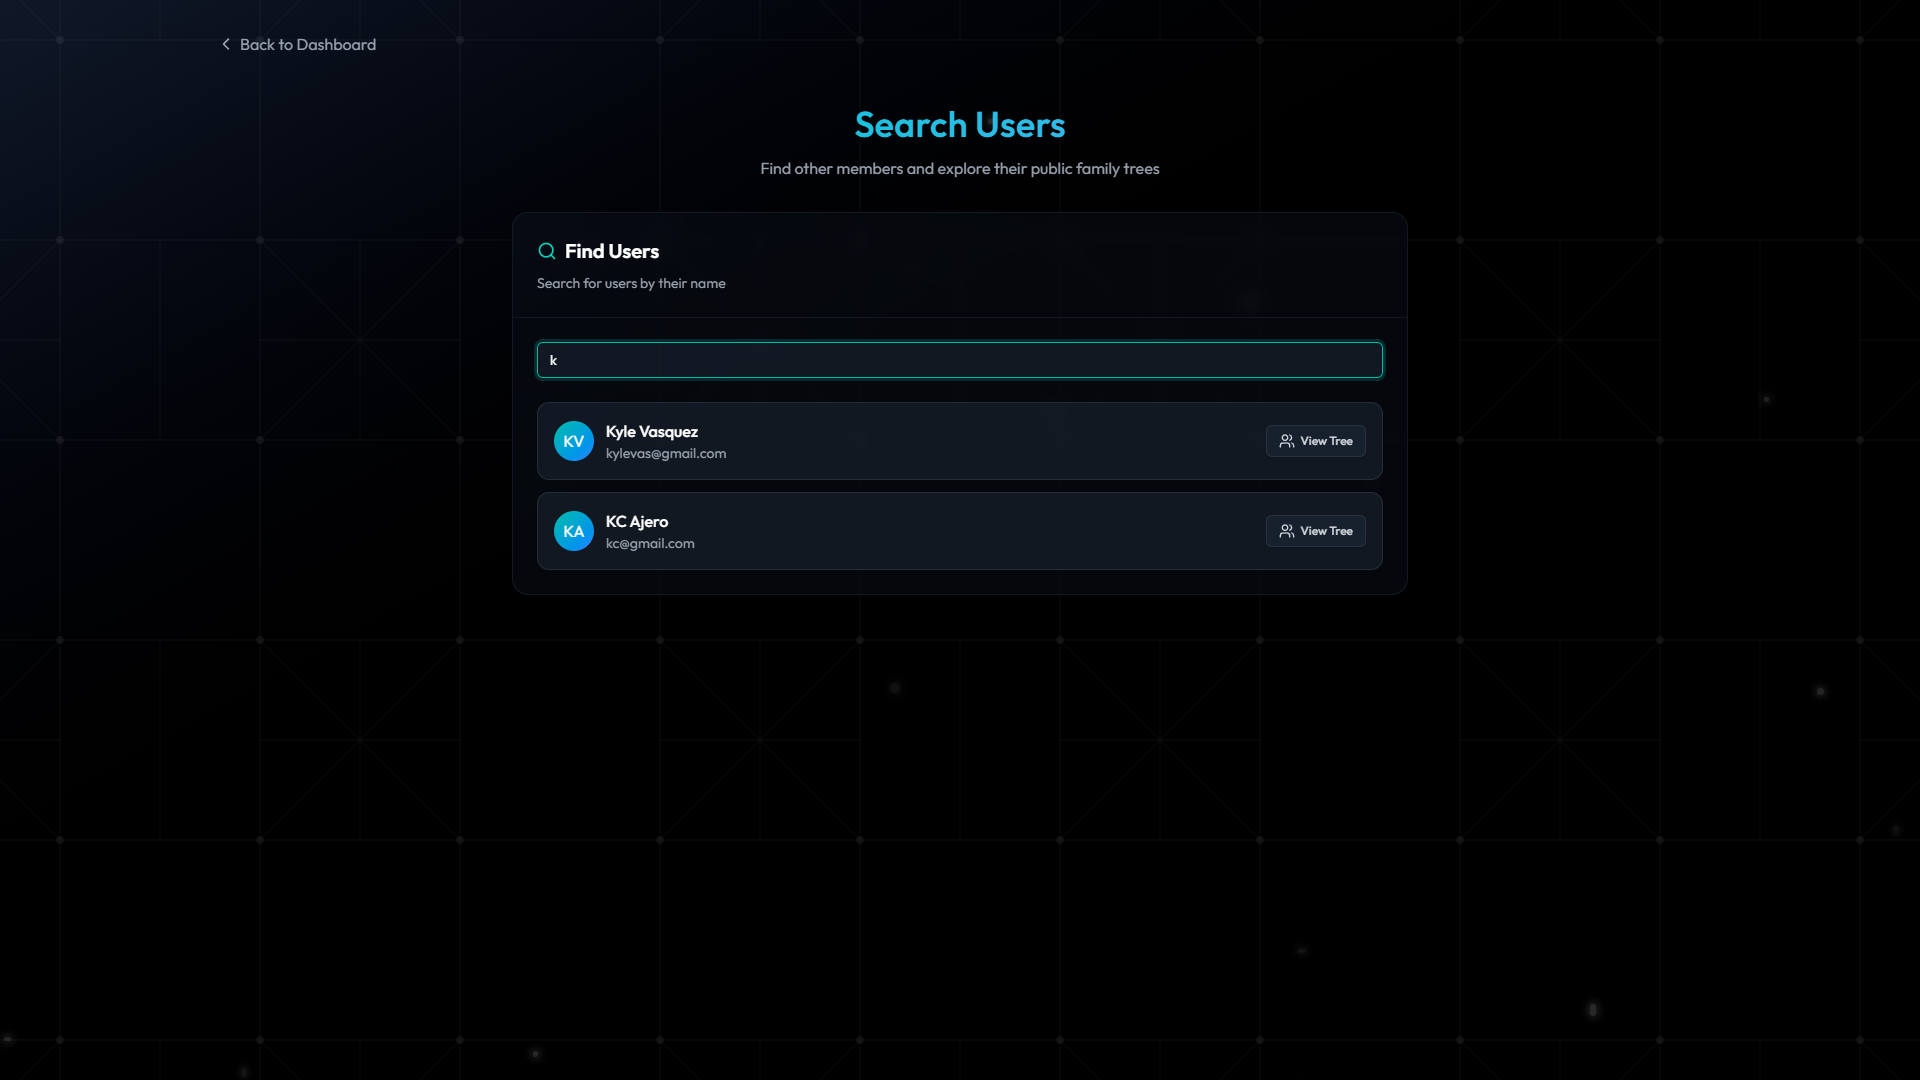 Back to Dashboard
Search Users
Find other members and explore their public family trees
Find Users
Search for users by their name
k
KV
Kyle Vasquez
kylevas@gmail.com
View Tree
KA
KC Ajero
kc@gmail.com
View Tree